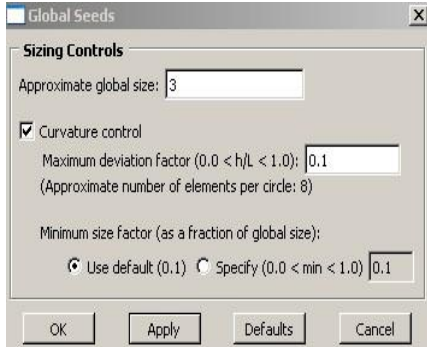 Global Seeds
Sizing Controls
Approximate global size: 3
Curvature control
Maximum deviation factor (0.0 < h/L < 1.0): 0.1
(Approximate number of elements per circle: 8)
Minimum size factor (as a fraction of global size):
Use default (0.1) Specify (0.0 < min < 1.0) 0.1
OK Apply Defaults Cancel